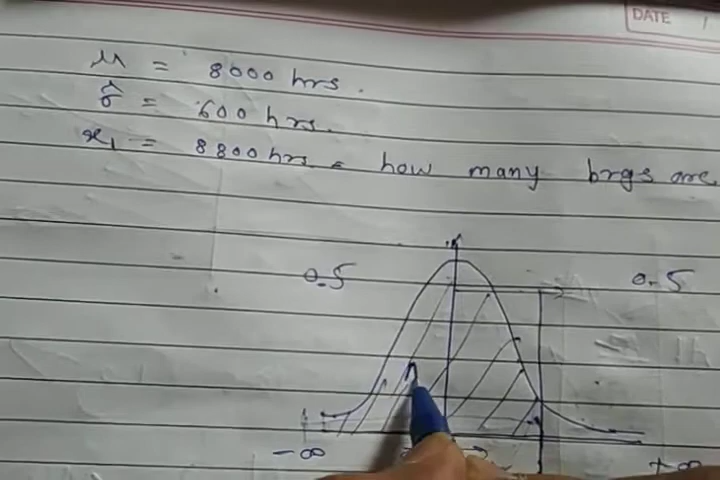 DATE /
μ = 8000 hrs.
σ̂ = 600 hrs.
x₁ = 8800 hrs = how many brgs are
0.5 0.5
-∞ +∞